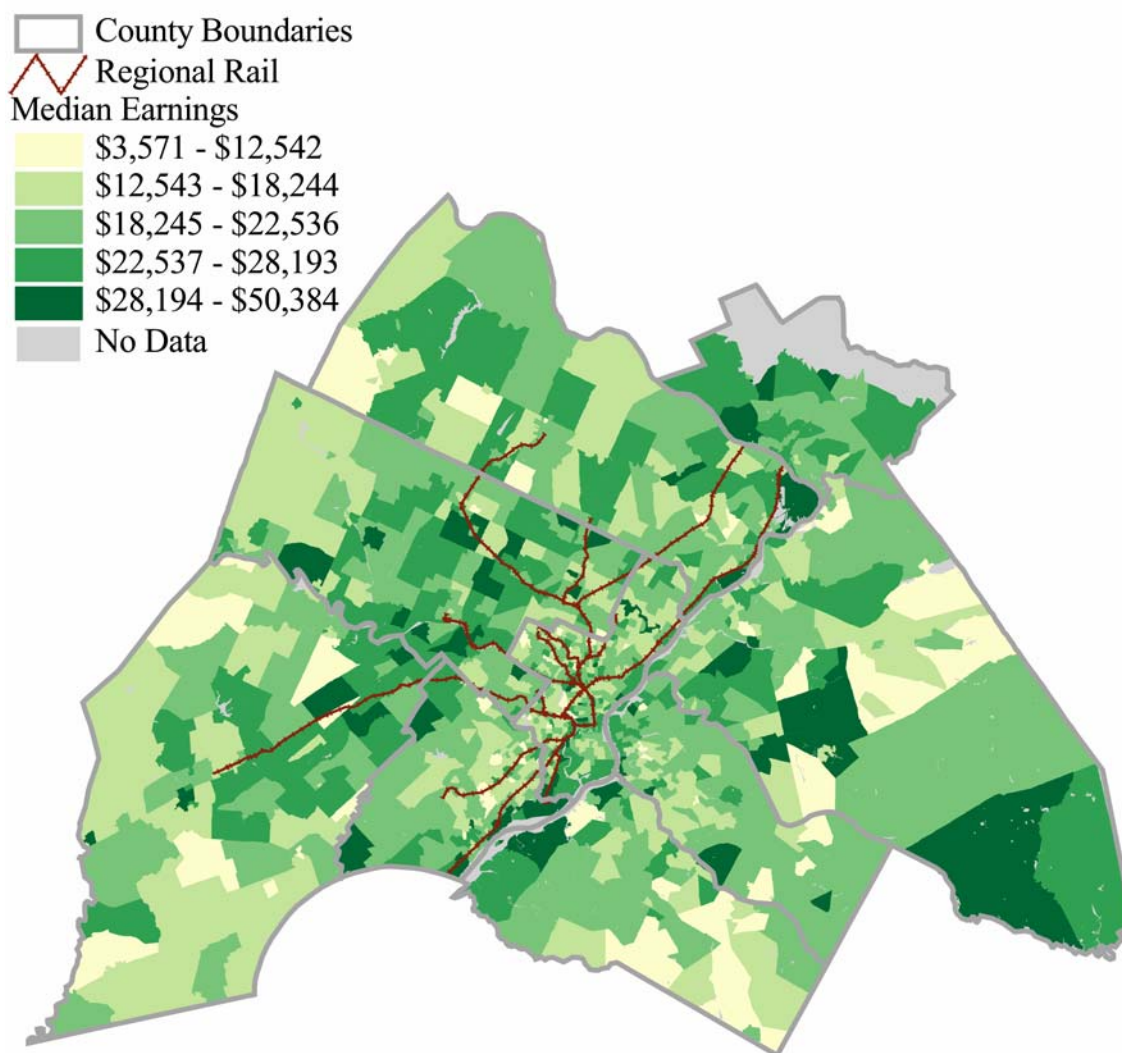 County Boundaries
Regional Rail
Median Earnings
$3,571 - $12,542
$12,543 - $18,244
$18,245 - $22,536
$22,537 - $28,193
$28,194 - $50,384
No Data